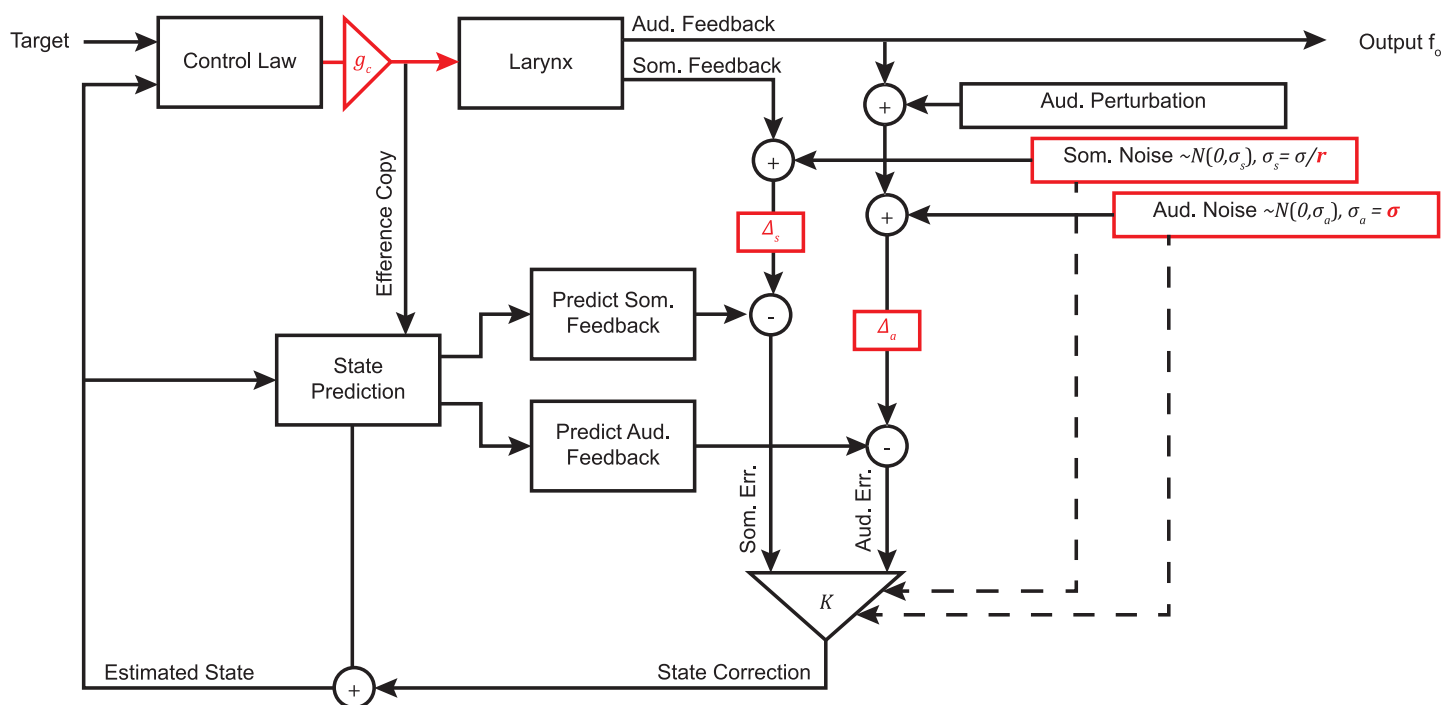 Target
Control Law
g_c
Larynx
Aud. Feedback
Som. Feedback
Output f_o
Aud. Perturbation
+
+
Som. Noise ~N(0,σ_s), σ_s= σ/r
+
Aud. Noise ~N(0,σ_a), σ_a = σ
Efference Copy
Δ_s
Δ_a
Predict Som.
Feedback
-
State
Prediction
Predict Aud.
Feedback
-
Som. Err.
Aud. Err.
K
Estimated State
+
State Correction